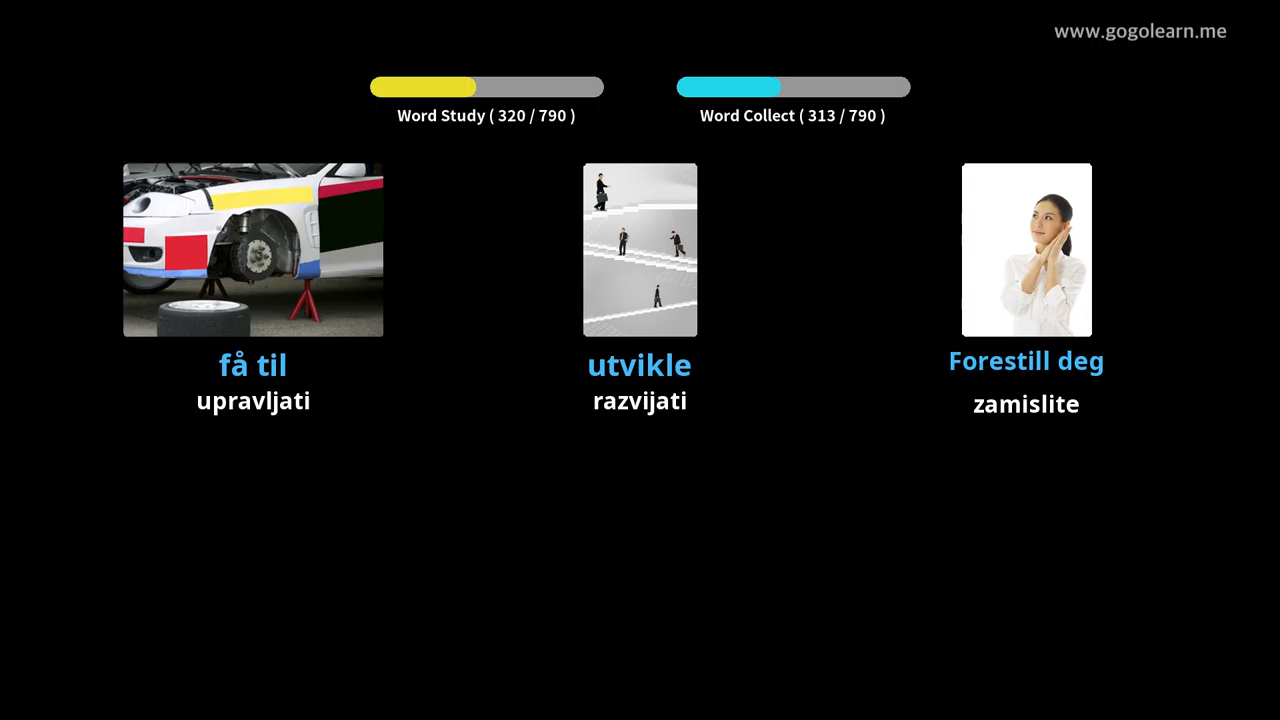 www.gogolearn.me
Word Study ( 320 / 790 )
Word Collect ( 313 / 790 )
få til
upravljati
utvikle
razvijati
Forestill deg
zamislite